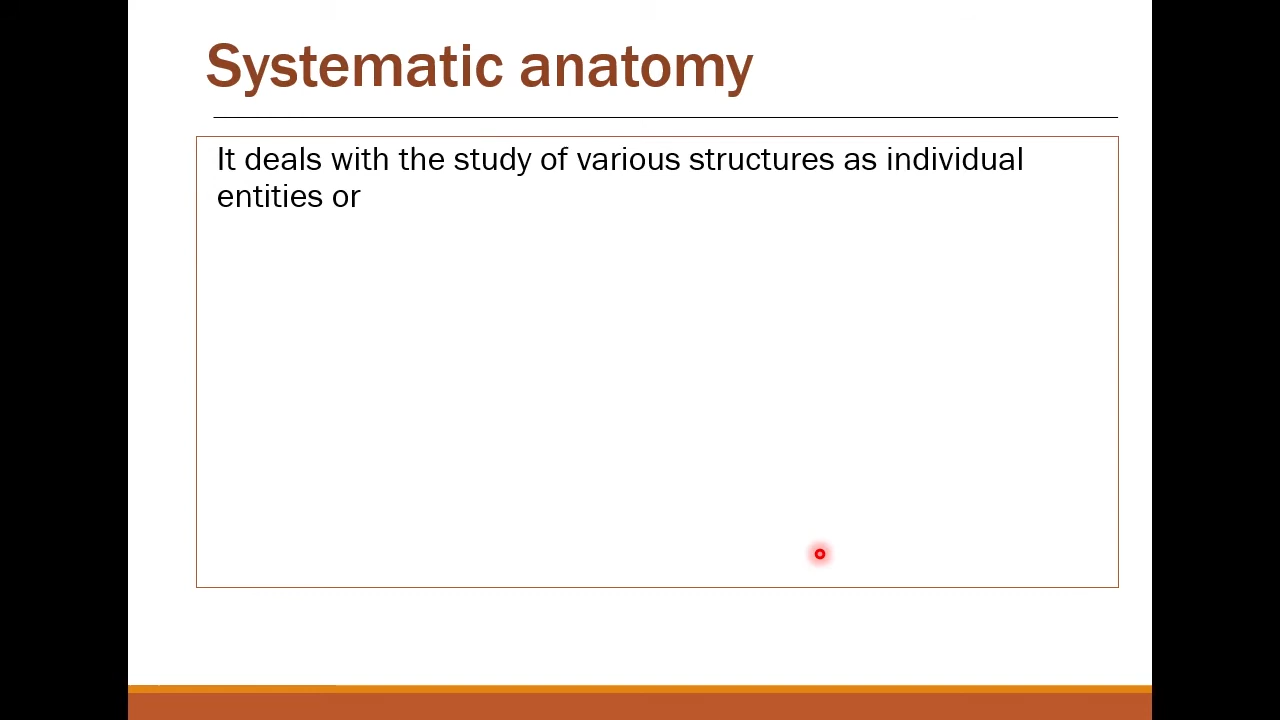 Systematic anatomy
It deals with the study of various structures as individual
entities or